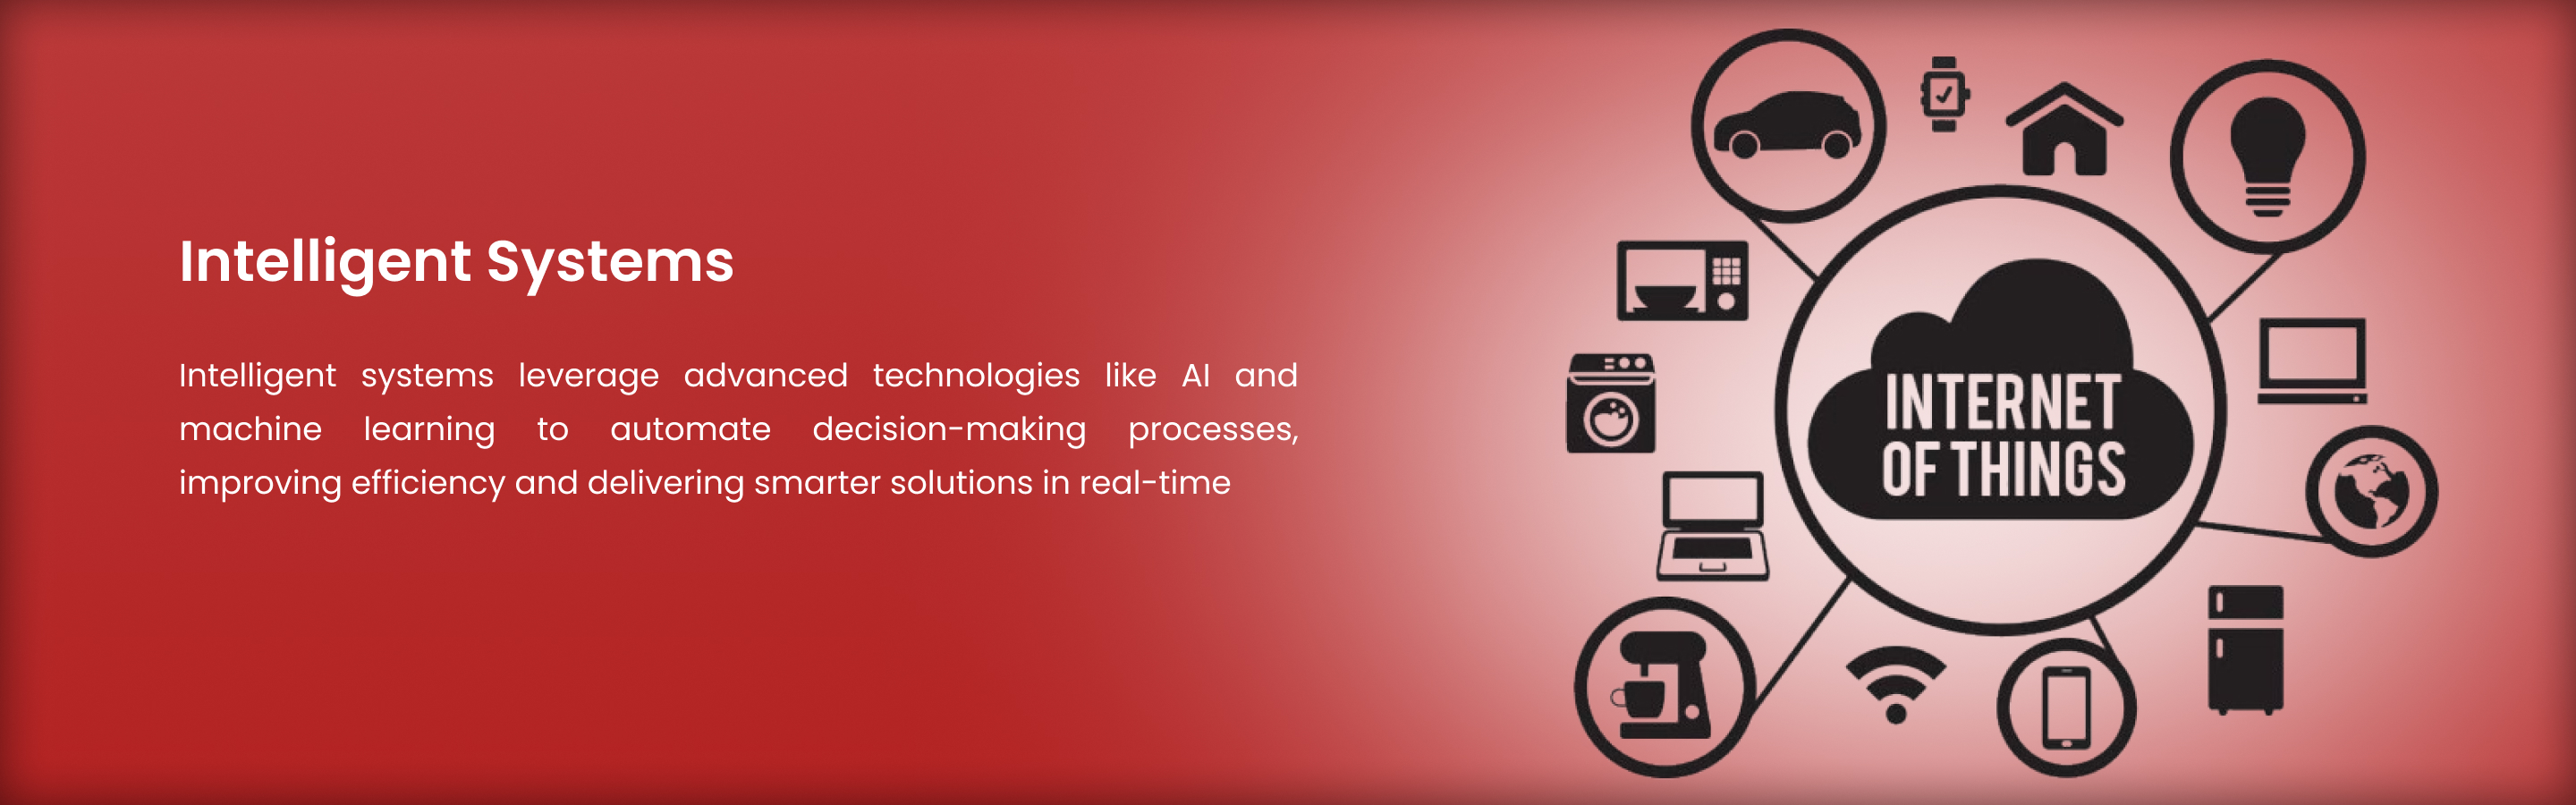 Intelligent Systems
Intelligent systems leverage advanced technologies like AI and
machine learning to automate decision-making processes,
improving efficiency and delivering smarter solutions in real-time
INTERNET
OF THINGS